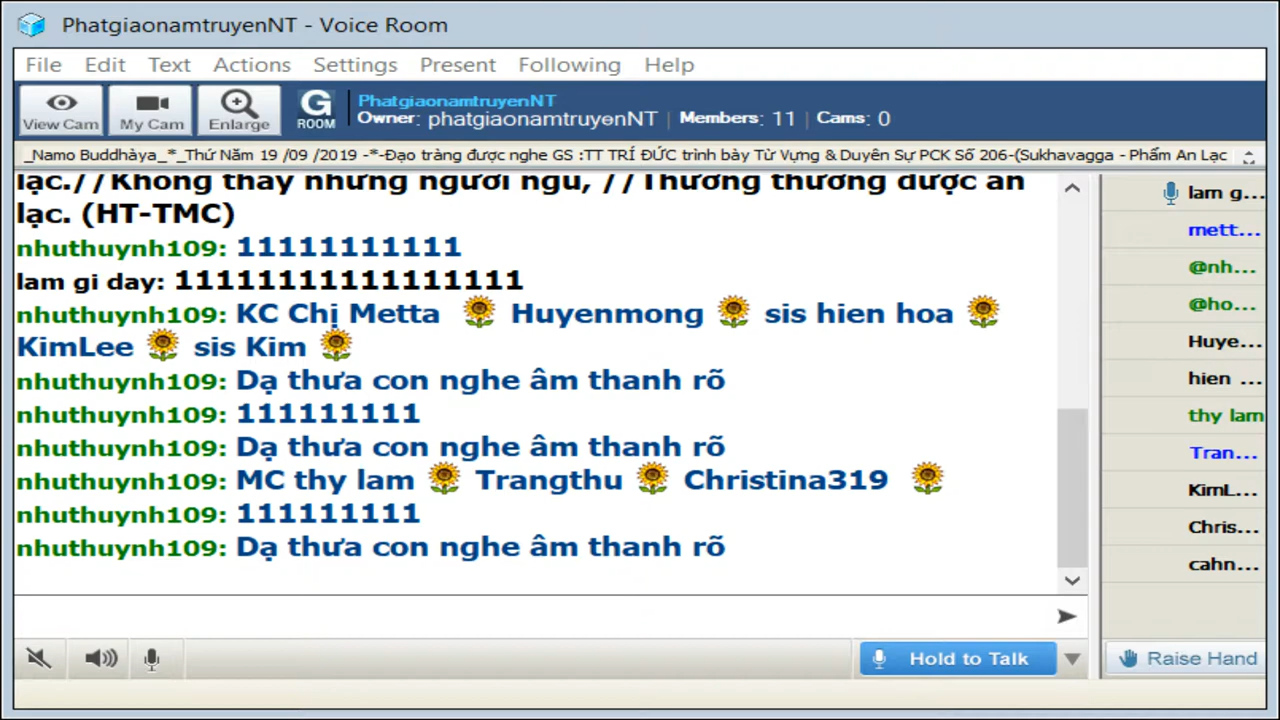 PhatgiaonamtruyenNT - Voice Room
File Edit Text Actions Settings Present Following Help
View Cam My Cam Enlarge G ROOM
PhatgiaonamtruyenNT
Owner: phatgiaonamtruyenNT | Members: 11 | Cams: 0
_Namo Buddhàya_*_Thứ Năm 19 /09 /2019 -*-Đạo tràng được nghe GS :TT TRÍ ĐỨC trình bày Từ Vựng & Duyên Sự PCK Số 206-(Sukhavagga - Phẩm An Lạc
lạc.//Không thấy những người ngu, //Thường thường được an
lạc. (HT-TMC)
nhuthuynh109: 11111111111
lam gi day: 11111111111111111
nhuthuynh109: KC Chị Metta 🌻 Huyenmong 🌻 sis hien hoa 🌻
KimLee 🌻 sis Kim 🌻
nhuthuynh109: Dạ thưa con nghe âm thanh rõ
nhuthuynh109: 111111111
nhuthuynh109: Dạ thưa con nghe âm thanh rõ
nhuthuynh109: MC thy lam 🌻 Trangthu 🌻 Christina319 🌻
nhuthuynh109: 111111111
nhuthuynh109: Dạ thưa con nghe âm thanh rõ
lam g...
mett...
@nh...
@ho...
Huye...
hien ...
thy lam
Tran...
KimL...
Chris...
cahn...
Hold to Talk
Raise Hand